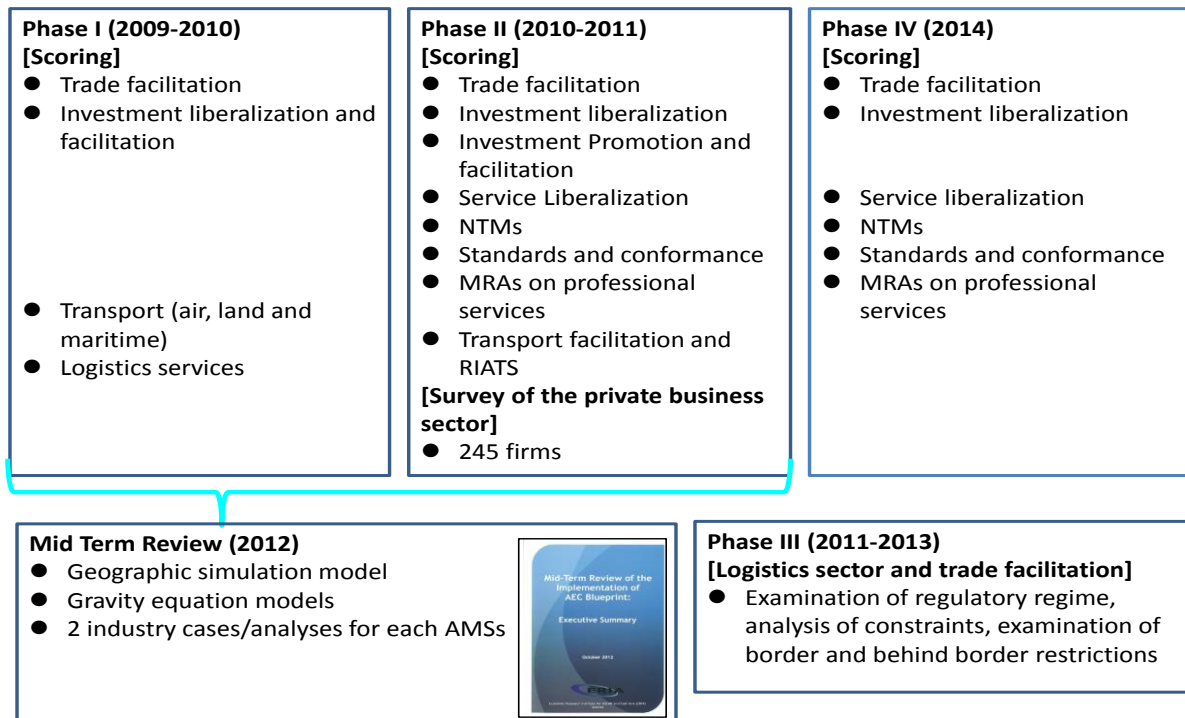 Phase I (2009-2010)
[Scoring]
● Trade facilitation
● Investment liberalization and
facilitation
● Transport (air, land and
maritime)
● Logistics services
Phase II (2010-2011)
[Scoring]
● Trade facilitation
● Investment liberalization
● Investment Promotion and
facilitation
● Service Liberalization
● NTMs
● Standards and conformance
● MRAs on professional
services
● Transport facilitation and
RIATS
[Survey of the private business
sector]
● 245 firms
Phase IV (2014)
[Scoring]
● Trade facilitation
● Investment liberalization
● Service liberalization
● NTMs
● Standards and conformance
● MRAs on professional
services
Mid Term Review (2012)
● Geographic simulation model
● Gravity equation models
● 2 industry cases/analyses for each AMSs
Mid-Term Review of the
Implementation of
AEC Blueprint:
Executive Summary
October 2012
ERIA
Phase III (2011-2013)
[Logistics sector and trade facilitation]
● Examination of regulatory regime,
analysis of constraints, examination of
border and behind border restrictions